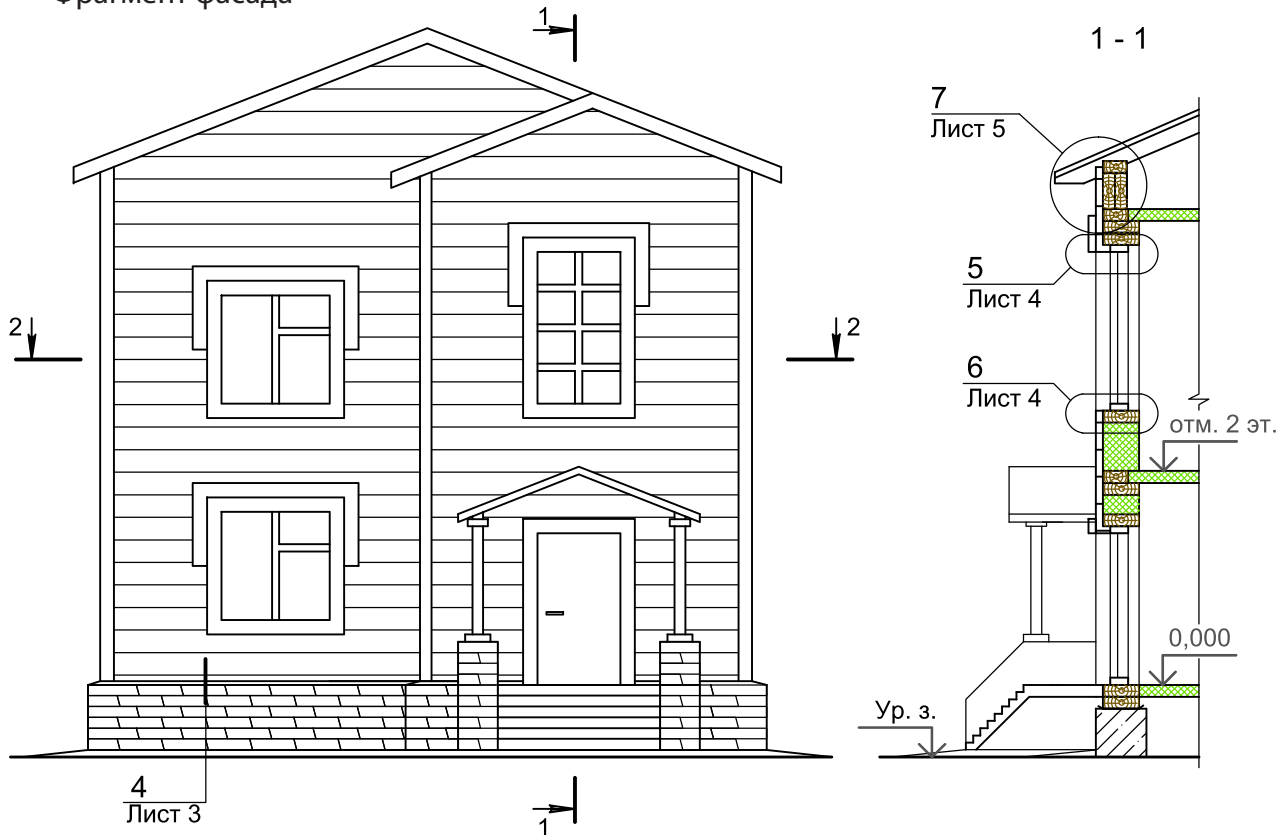 Фрагмент фасада
1
1 - 1
7
Лист 5
5
Лист 4
2
2
6
Лист 4
отм. 2 эт.
0,000
Ур. з.
4
Лист 3
1